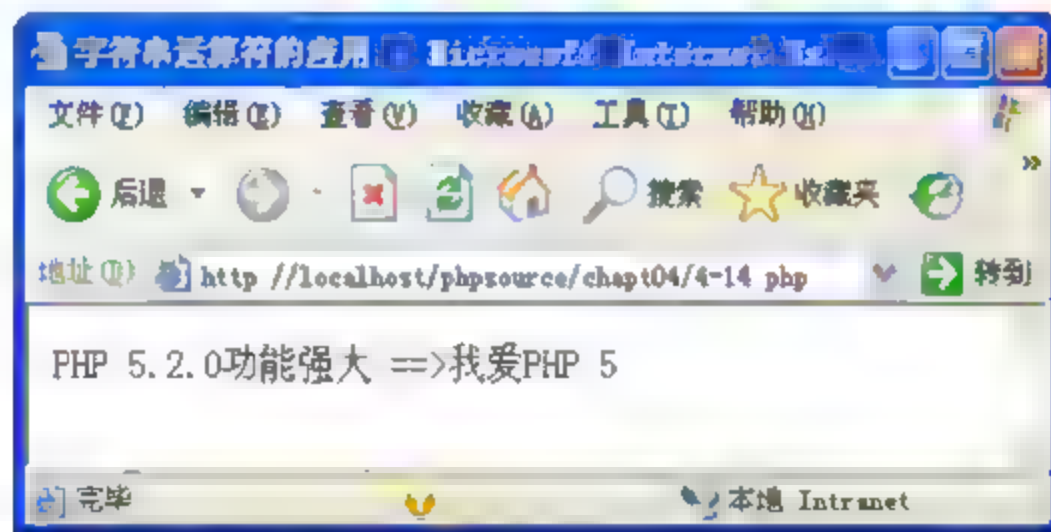 字符串运算符的应用
文件(F) 编辑(E) 查看(V) 收藏(A) 工具(T) 帮助(H)
后退 搜索 收藏夹 »
地址(D) http //localhost/phpsource/chapt04/4-14 php 转到
PHP 5.2.0功能强大 ==>我爱PHP 5
完毕 本地 Intranet